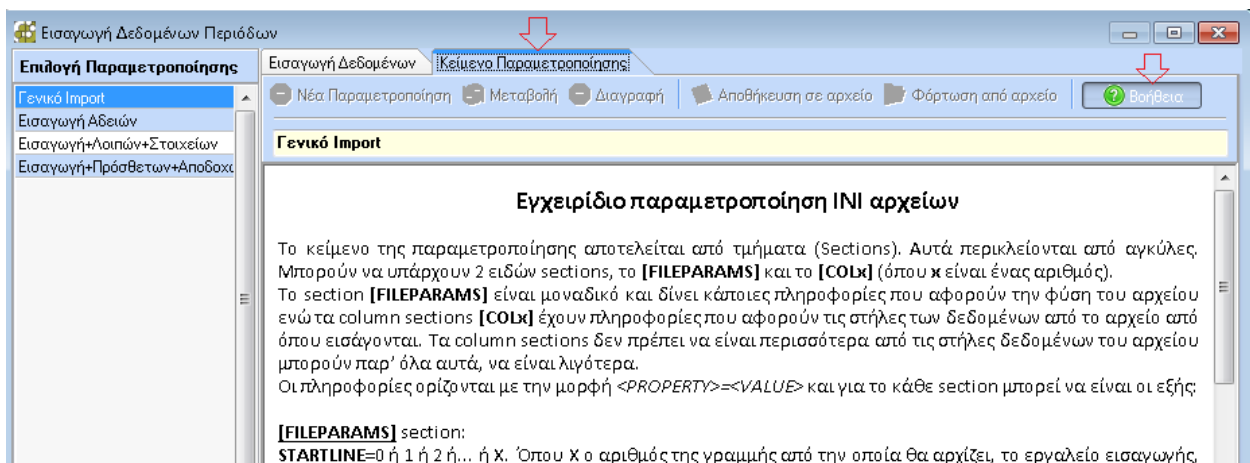 Εισαγωγή Δεδομένων Περιόδων
Επιλογή Παραμετροποίησης
Εισαγωγή Δεδομένων Κείμενο Παραμετροποίησης
Νέα Παραμετροποίηση Μεταβολή Διαγραφή Αποθήκευση σε αρχείο Φόρτωση από αρχείο Βοήθεια
Γενικό Import
Εισαγωγή Αδειών
Εισαγωγή+Λοιπών+Στοιχείων
Εισαγωγή+Πρόσθετων+Αποδοχω
Γενικό Import
Εγχειρίδιο παραμετροποίηση INI αρχείων
Το κείμενο της παραμετροποίησης αποτελείται από τμήματα (Sections). Αυτά περικλείονται από αγκύλες.
Μπορούν να υπάρχουν 2 ειδών sections, το [FILEPARAMS] και το [COLx] (όπου x είναι ένας αριθμός).
Το section [FILEPARAMS] είναι μοναδικό και δίνει κάποιες πληροφορίες που αφορούν την φύση του αρχείου
ενώ τα column sections [COLx] έχουν πληροφορίες που αφορούν τις στήλες των δεδομένων από το αρχείο από
όπου εισάγονται. Τα column sections δεν πρέπει να είναι περισσότερα από τις στήλες δεδομένων του αρχείου
μπορούν παρ' όλα αυτά, να είναι λιγότερα.
Οι πληροφορίες ορίζονται με την μορφή <PROPERTY>=<VALUE> και για το κάθε section μπορεί να είναι οι εξής:
[FILEPARAMS] section:
STARTLINE=0 ή 1 ή 2 ή... ή X. Όπου X ο αριθμός της γραμμής από την οποία θα αρχίζει, το εργαλείο εισαγωγής,